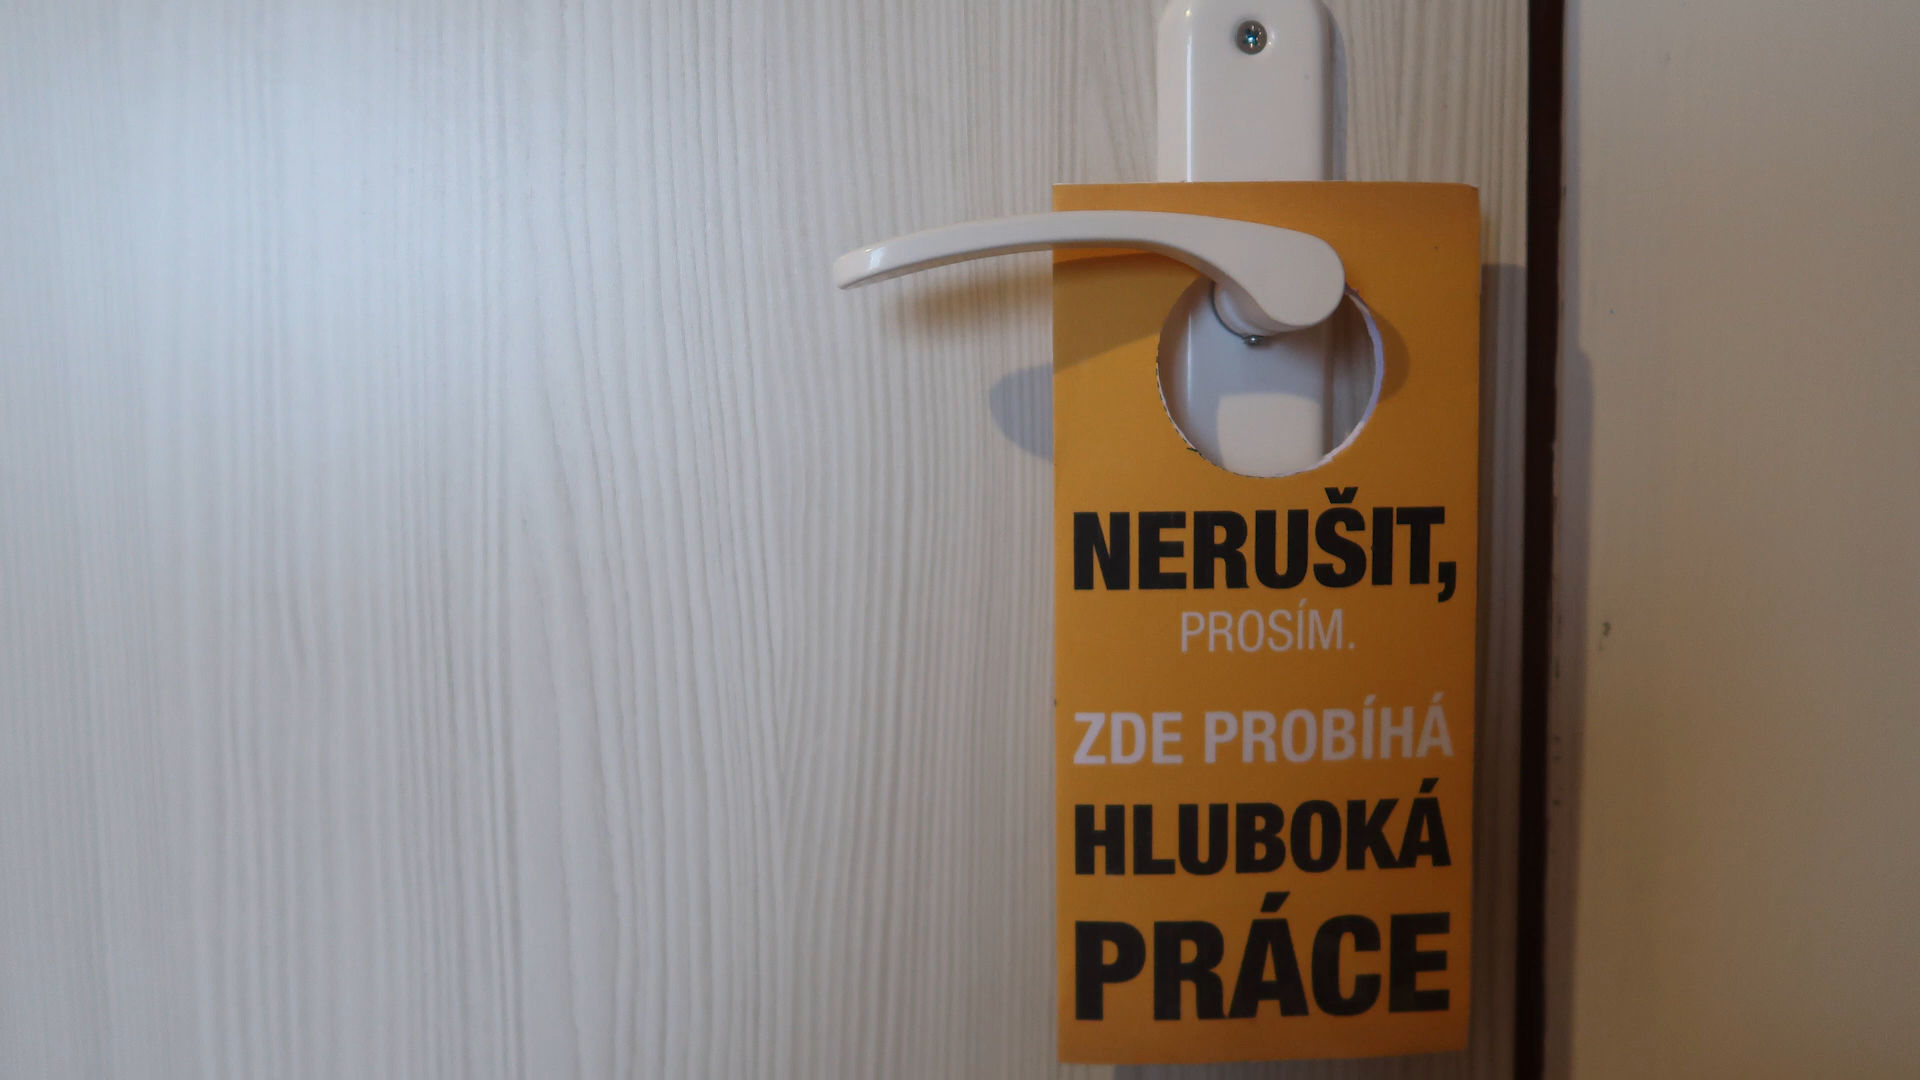 NERUŠIT,
PROSÍM.
ZDE PROBÍHÁ
HLUBOKÁ
PRÁCE